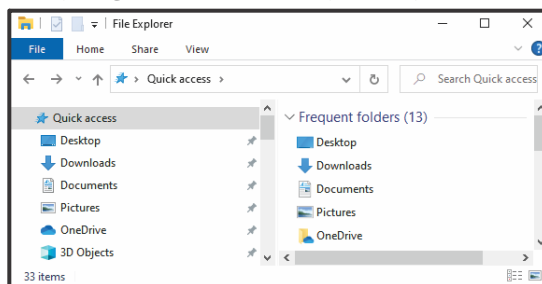 File Explorer
File Home Share View
Quick access Search Quick access
Quick access
Desktop
Downloads
Documents
Pictures
OneDrive
3D Objects
Frequent folders (13)
Desktop
Downloads
Documents
Pictures
OneDrive
33 items